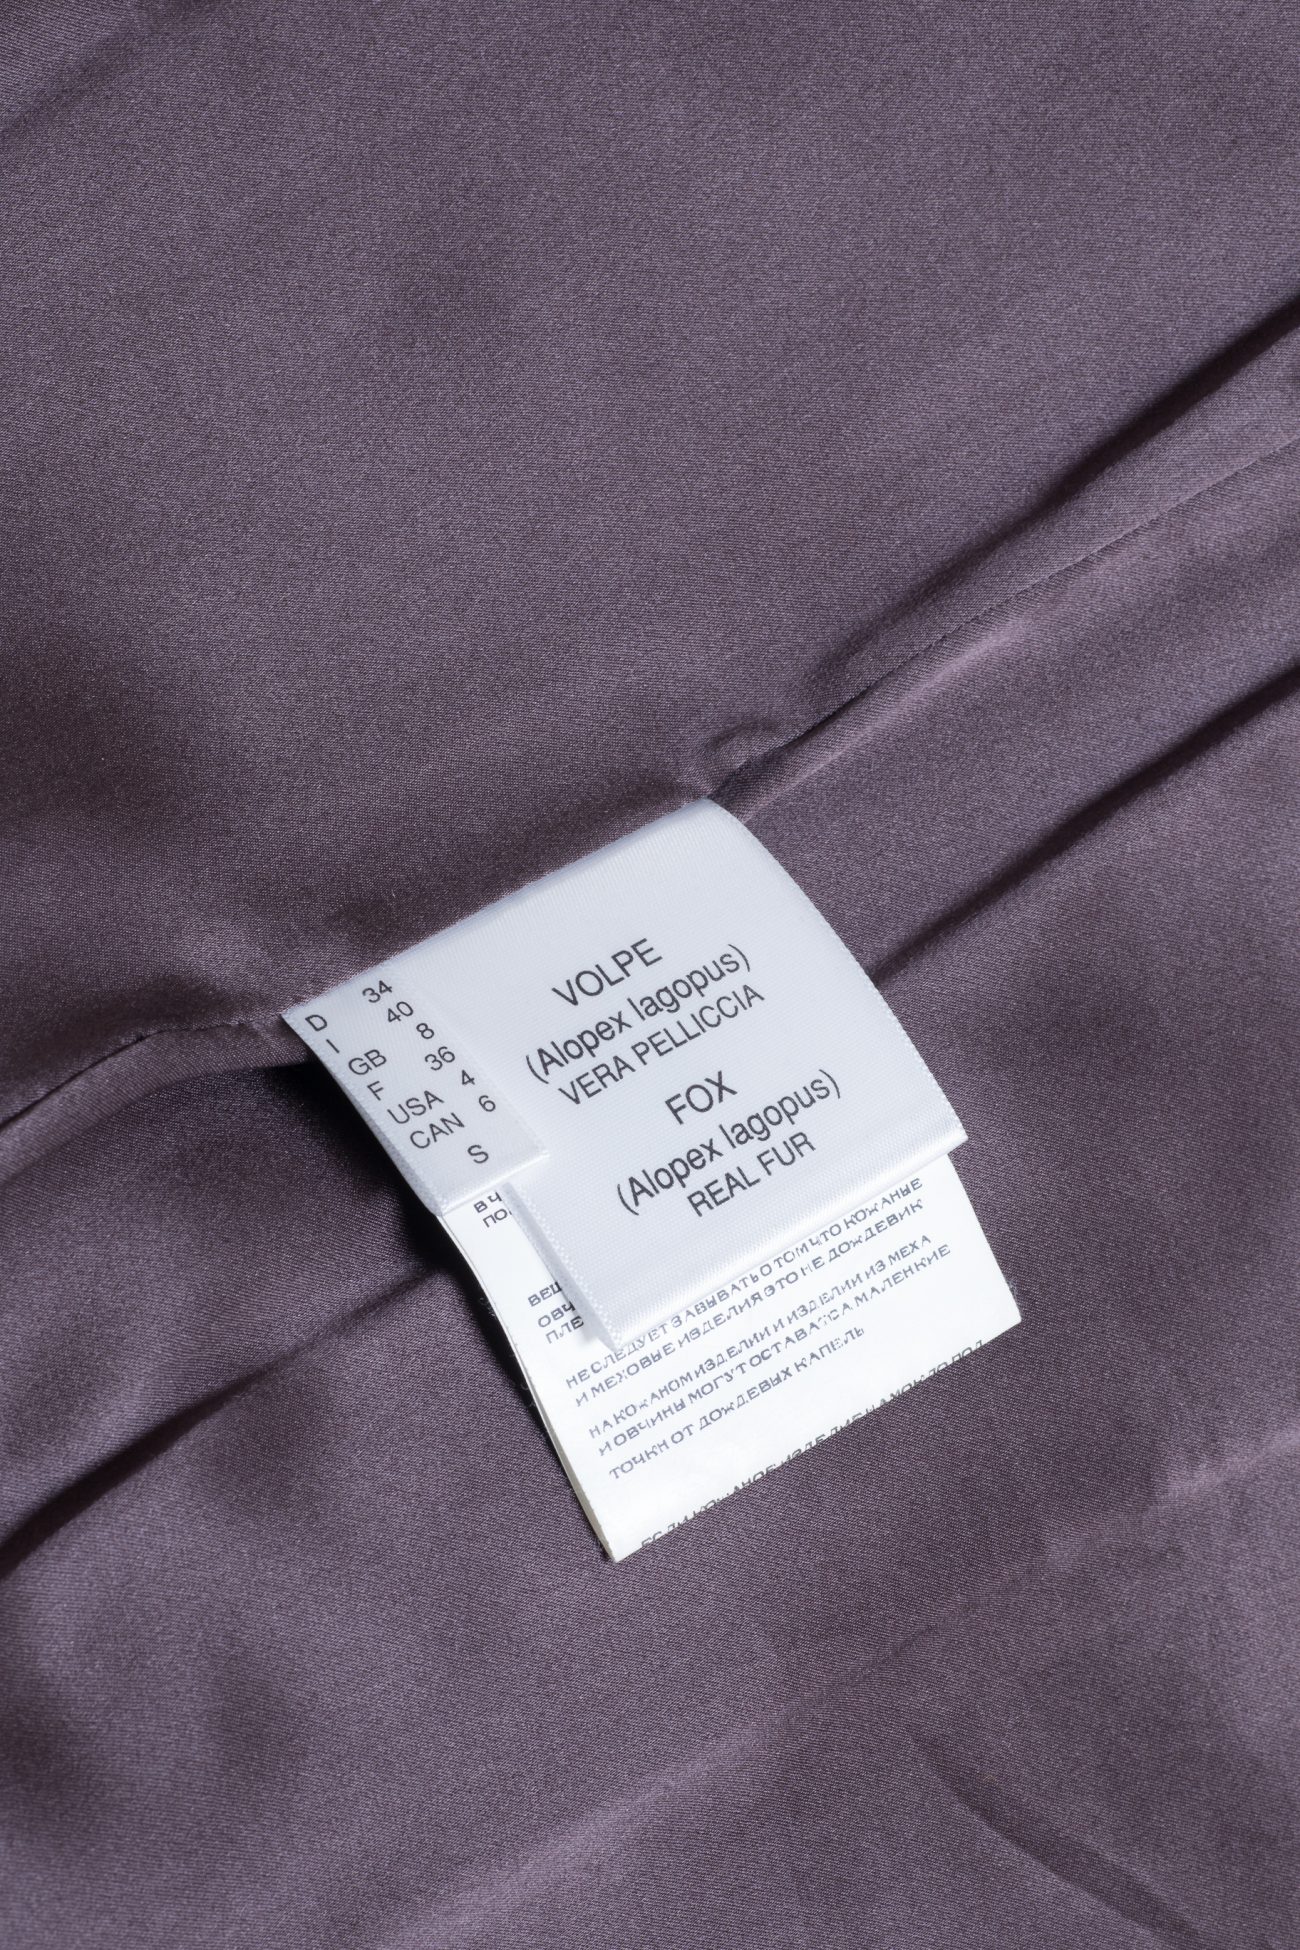 D 34
I 40
GB 8
F 36
USA 4
CAN 6
S
VOLPE
(Alopex lagopus)
VERA PELLICCIA
FOX
(Alopex lagopus)
REAL FUR
НЕ СЛЕДУЕТ ЗАБЫВАТЬ О ТОМ ЧТО КОЖАНЫЕ
И МЕХОВЫЕ ИЗДЕЛИЯ ЭТО НЕ ДОЖДЕВИК
НА КОЖАНОМ ИЗДЕЛИИ И ИЗДЕЛИИ ИЗ МЕХА
И ОВЧИНЫ МОГУТ ОСТАВАТСА МАЛЕНКИЕ
ТОЧКИ ОТ ДОЖДЕВЫХ КАПЕЛЬ